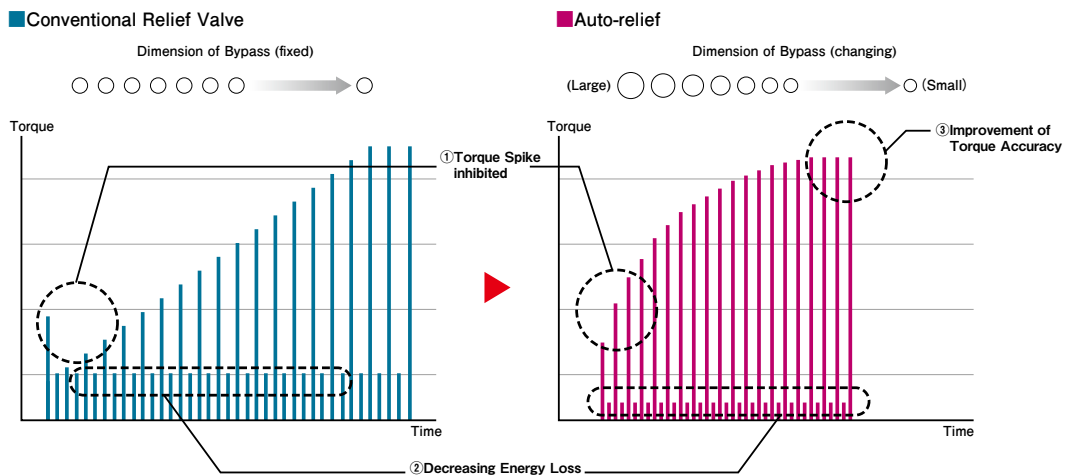 Conventional Relief Valve
Dimension of Bypass (fixed)
Torque
Time
Auto-relief
Dimension of Bypass (changing)
(Large)
(Small)
Torque
Time
①Torque Spike
inhibited
②Decreasing Energy Loss
③Improvement of
Torque Accuracy